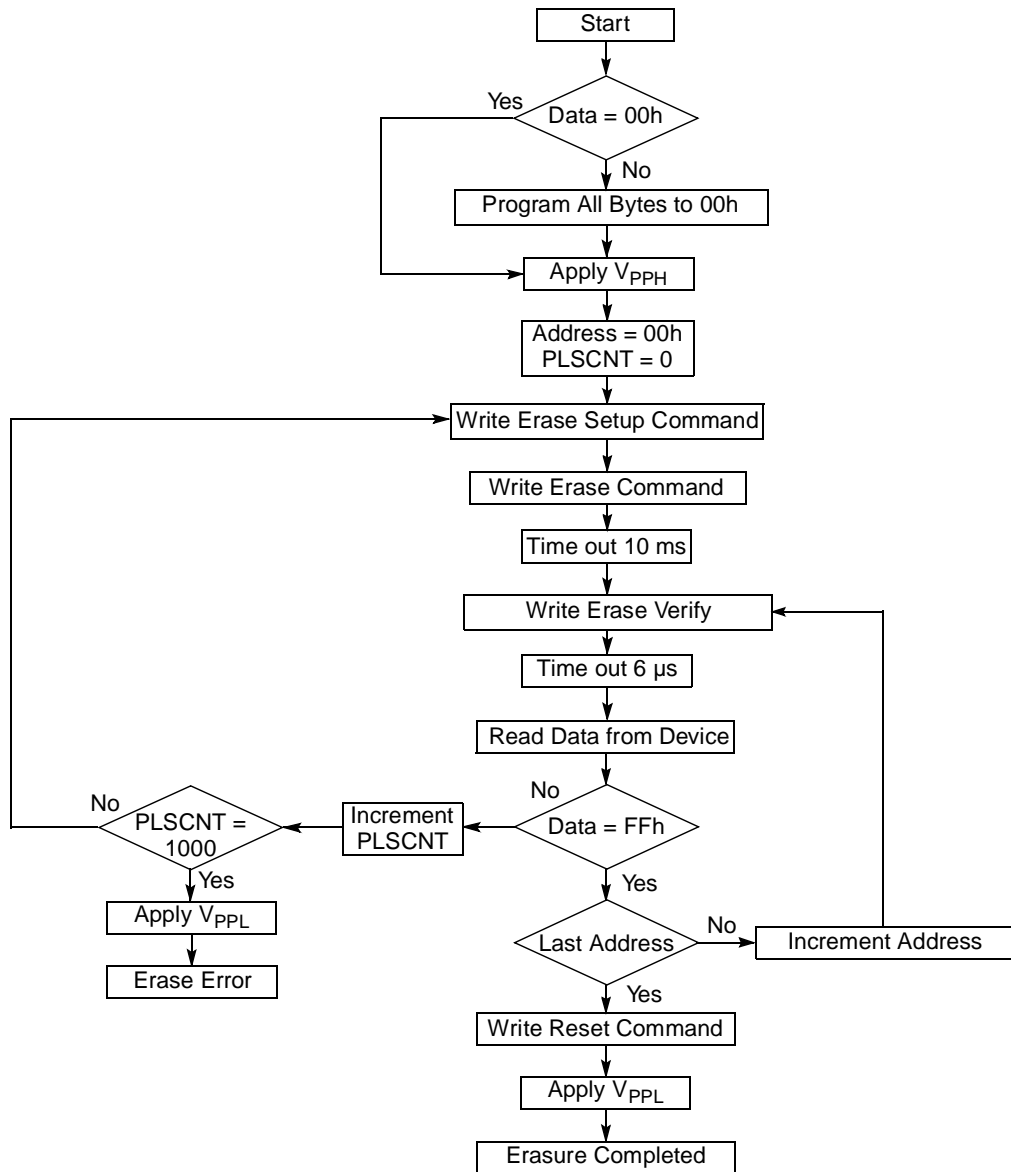 Start
Yes
Data = 00h
No
Program All Bytes to 00h
Apply VPPH
Address = 00h
PLSCNT = 0
Write Erase Setup Command
Write Erase Command
Time out 10 ms
Write Erase Verify
Time out 6 µs
Read Data from Device
No
PLSCNT =
1000
Increment
PLSCNT
No
Data = FFh
Yes
Yes
Apply VPPL
Erase Error
Last Address
No
Increment Address
Yes
Write Reset Command
Apply VPPL
Erasure Completed